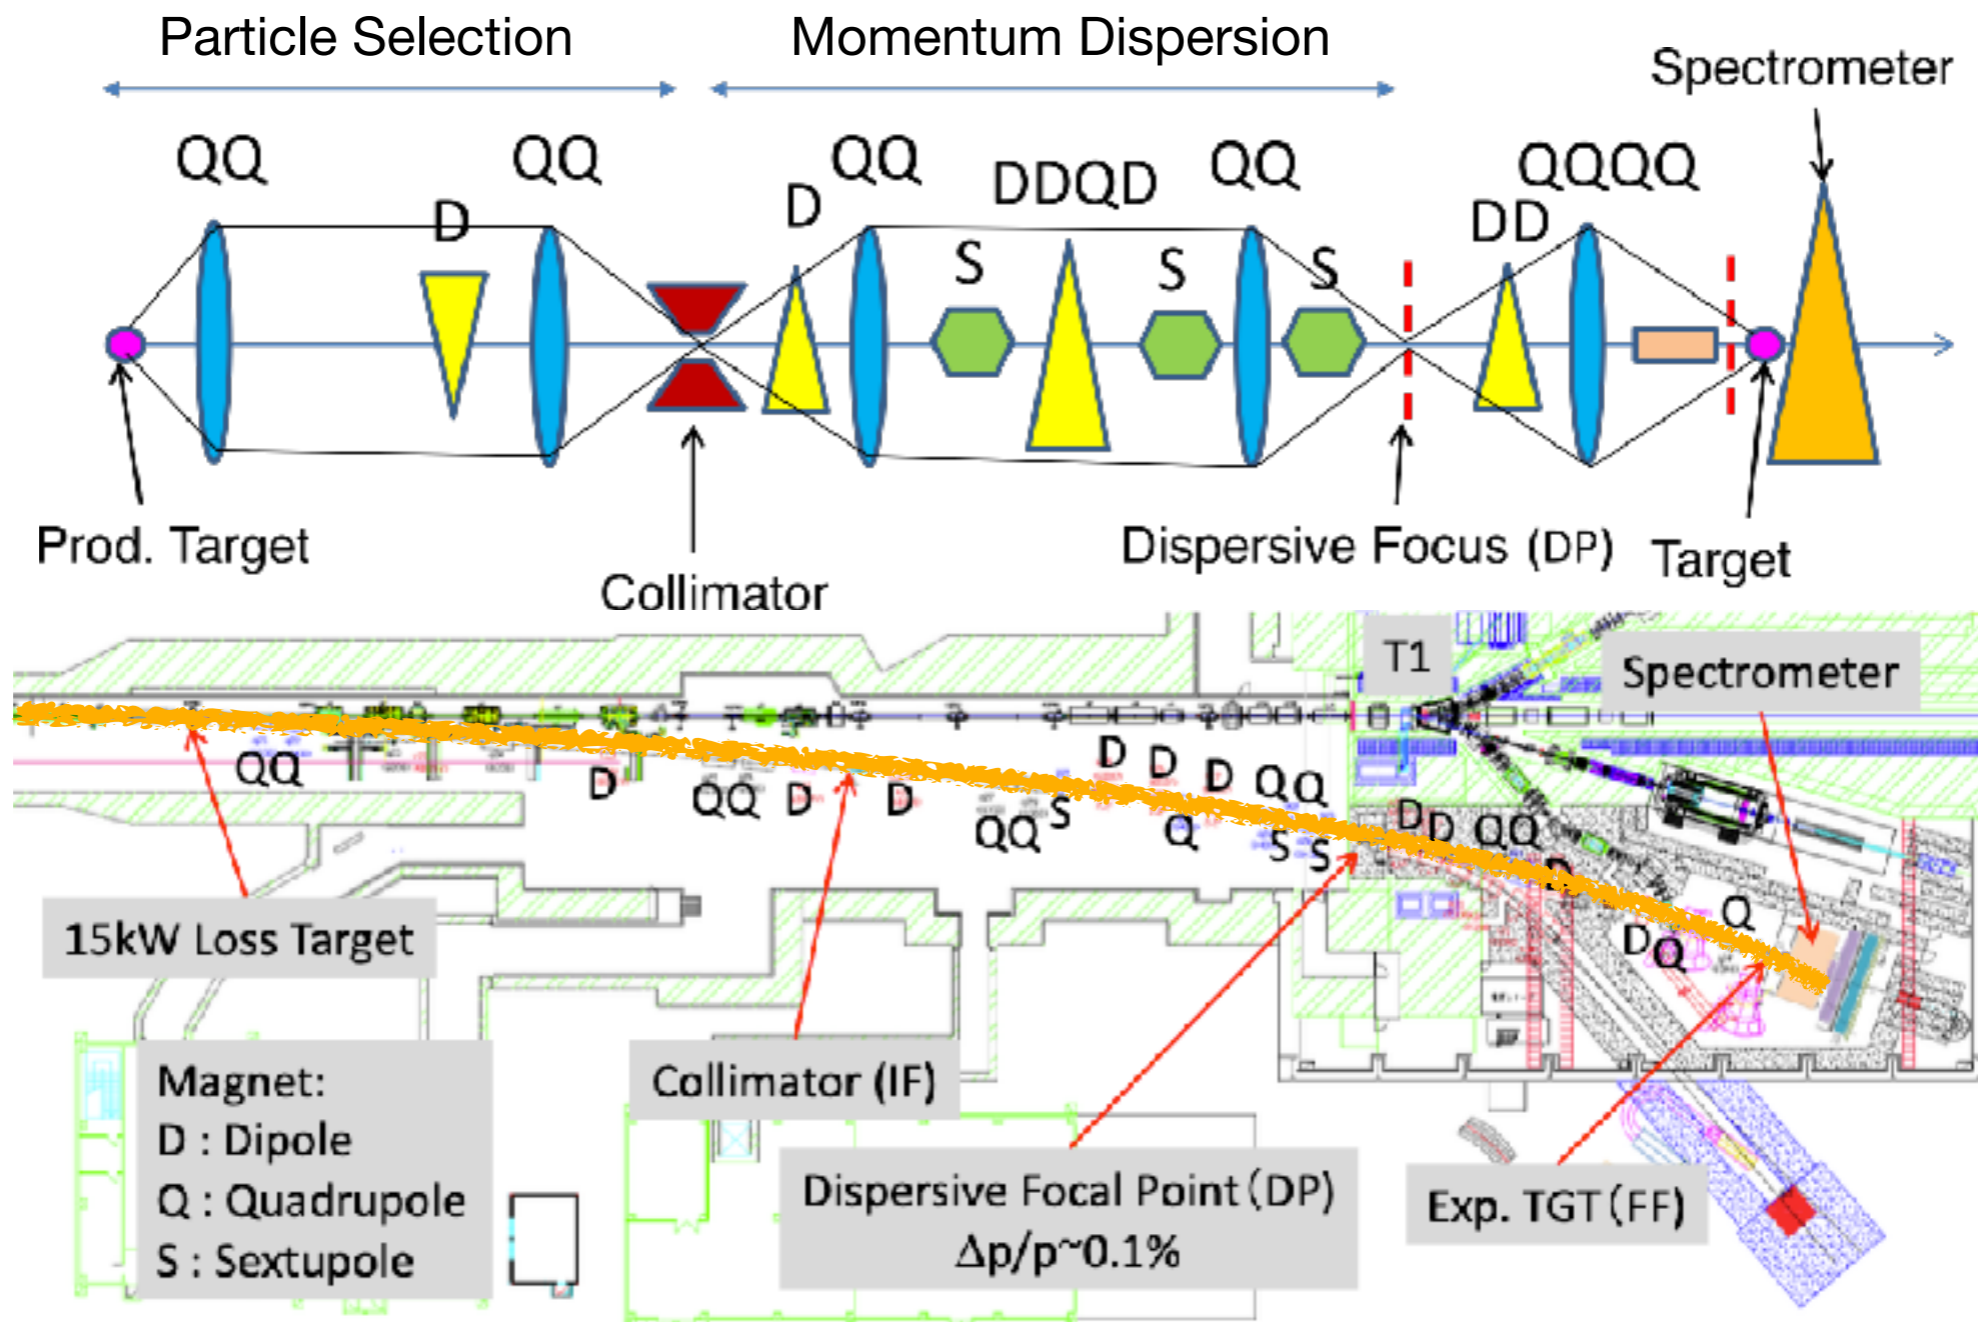 Particle Selection
Momentum Dispersion
Spectrometer
QQ
QQ
QQ
QQ
QQQQ
D
D
DDQD
DD
S
S
S
Prod. Target
Collimator
Dispersive Focus (DP)
Target
T1
Spectrometer
QQ
D
QQ
D
D
QQ
S
D
D
D
QQ
Q
S
S
D
D
QQ
D
Q
D
Q
15kW Loss Target
Collimator (IF)
Magnet:
D : Dipole
Q : Quadrupole
S : Sextupole
Dispersive Focal Point (DP)
Δp/p~0.1%
Exp. TGT (FF)